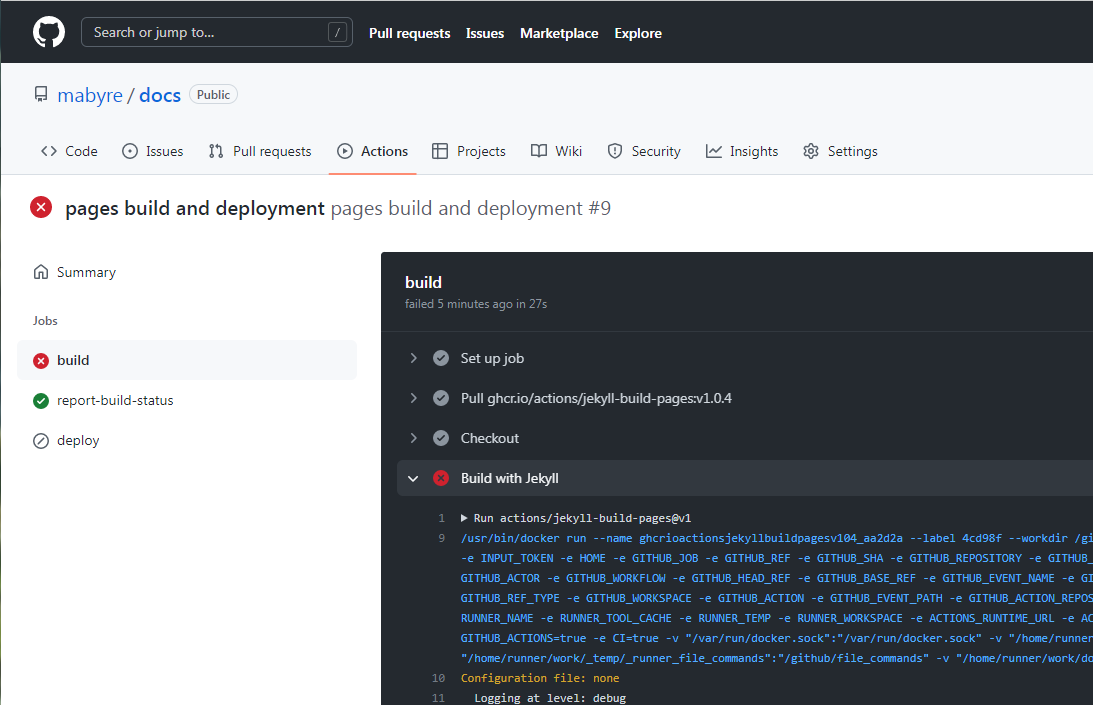 Search or jump to... /
Pull requests Issues Marketplace Explore
mabyre / docs Public
Code Issues Pull requests Actions Projects Wiki Security Insights Settings
pages build and deployment pages build and deployment #9
Summary
Jobs
build
report-build-status
deploy
build
failed 5 minutes ago in 27s
Set up job
Pull ghcr.io/actions/jekyll-build-pages:v1.0.4
Checkout
Build with Jekyll
1 Run actions/jekyll-build-pages@v1
9 /usr/bin/docker run --name ghcrioactionsjekyllbuildpagesv104_aa2d2a --label 4cd98f --workdir /gi
-e INPUT_TOKEN -e HOME -e GITHUB_JOB -e GITHUB_REF -e GITHUB_SHA -e GITHUB_REPOSITORY -e GITHUB_
GITHUB_ACTOR -e GITHUB_WORKFLOW -e GITHUB_HEAD_REF -e GITHUB_BASE_REF -e GITHUB_EVENT_NAME -e GI
GITHUB_REF_TYPE -e GITHUB_WORKSPACE -e GITHUB_ACTION -e GITHUB_EVENT_PATH -e GITHUB_ACTION_REPOS
RUNNER_NAME -e RUNNER_TOOL_CACHE -e RUNNER_TEMP -e RUNNER_WORKSPACE -e ACTIONS_RUNTIME_URL -e AC
GITHUB_ACTIONS=true -e CI=true -v "/var/run/docker.sock":"/var/run/docker.sock" -v "/home/runner
"/home/runner/work/_temp/_runner_file_commands":"/github/file_commands" -v "/home/runner/work/do
10 Configuration file: none
11 Logging at level: debug